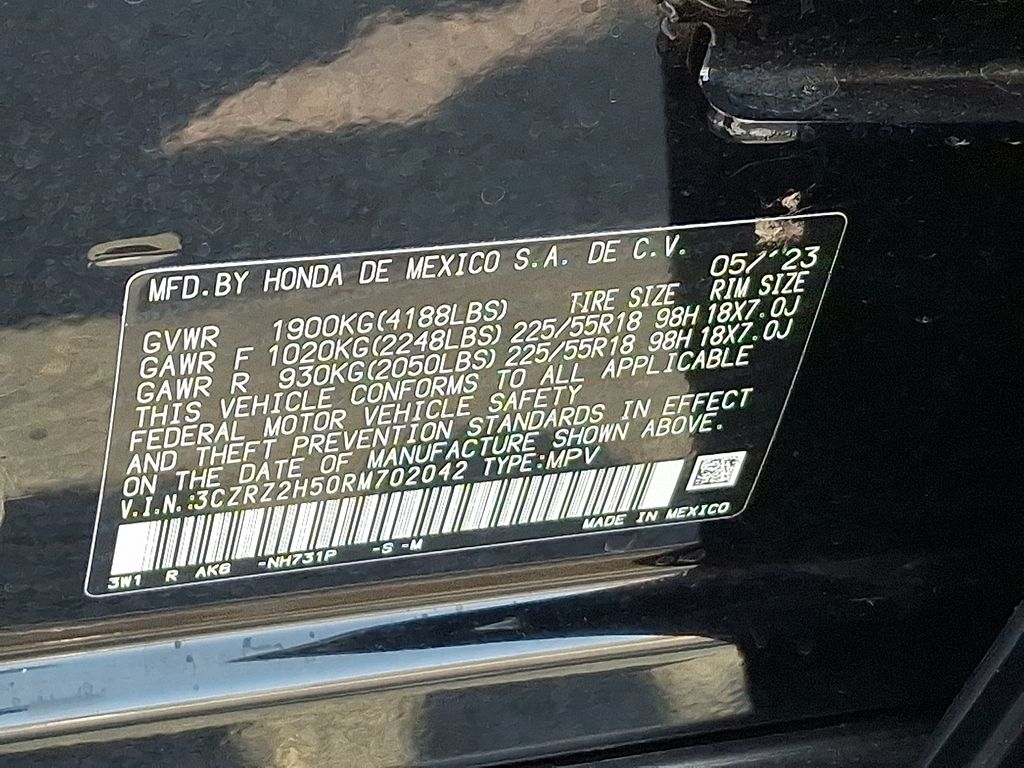 MFD.BY HONDA DE MEXICO S.A. DE C.V.
05/'23
GVWR 1900KG(4188LBS) TIRE SIZE RIM SIZE
GAWR F 1020KG(2248LBS) 225/55R18 98H 18X7.0J
GAWR R 930KG(2050LBS) 225/55R18 98H 18X7.0J
THIS VEHICLE CONFORMS TO ALL APPLICABLE
FEDERAL MOTOR VEHICLE SAFETY
AND THEFT PREVENTION STANDARDS IN EFFECT
ON THE DATE OF MANUFACTURE SHOWN ABOVE.
V.I.N.:3CZRZ2H50RM702042 TYPE:MPV
MADE IN MEXICO
3W1 R AK6 -NH731P -S -M